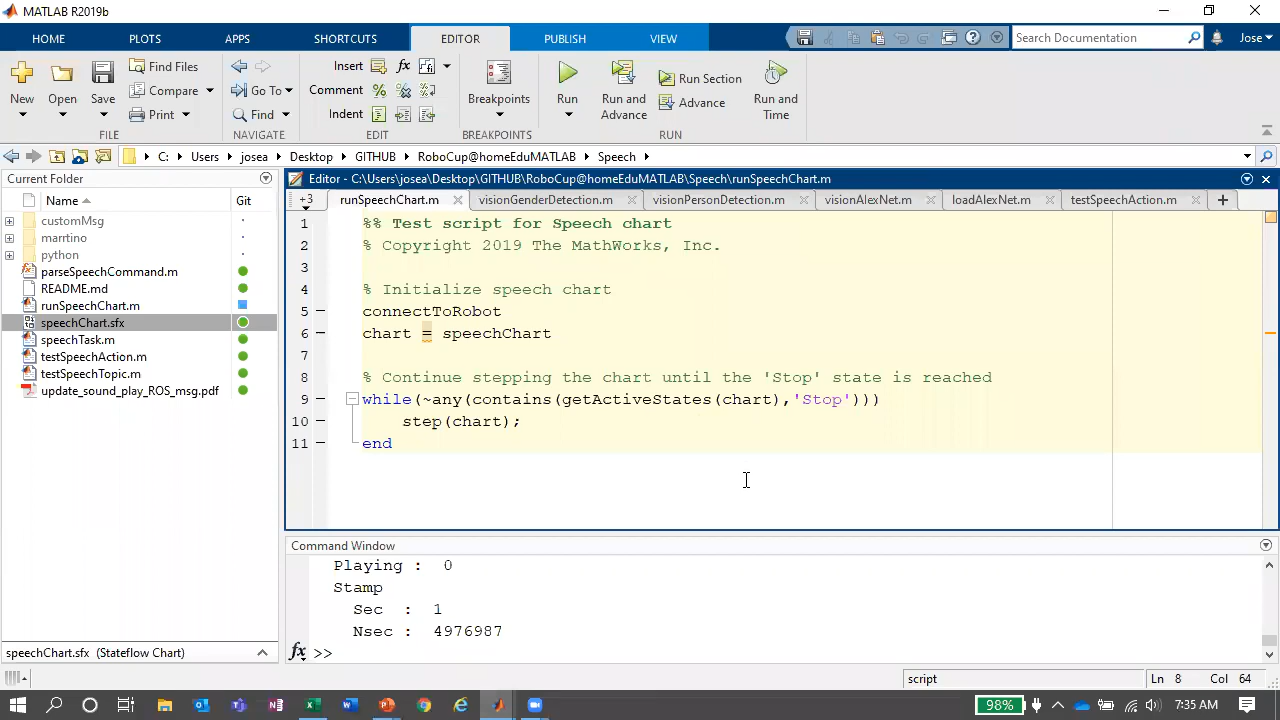 MATLAB R2019b
HOME PLOTS APPS SHORTCUTS EDITOR PUBLISH VIEW Search Documentation Jose
New Open Save Find Files Compare Print
Go To Find
Insert fx
Comment
Indent
Breakpoints
Run Run and Advance Run Section Advance Run and Time
FILE NAVIGATE EDIT BREAKPOINTS RUN
C: Users josea Desktop GITHUB RoboCup@homeEduMATLAB Speech
Current Folder
Name Git
customMsg
marrtino
python
parseSpeechCommand.m
README.md
runSpeechChart.m
speechChart.sfx
speechTask.m
testSpeechAction.m
testSpeechTopic.m
update_sound_play_ROS_msg.pdf
speechChart.sfx (Stateflow Chart)
Editor - C:\Users\josea\Desktop\GITHUB\RoboCup@homeEduMATLAB\Speech\runSpeechChart.m
+3 runSpeechChart.m visionGenderDetection.m visionPersonDetection.m visionAlexNet.m loadAlexNet.m testSpeechAction.m
1 %% Test script for Speech chart
2 % Copyright 2019 The MathWorks, Inc.
3
4 % Initialize speech chart
5 connectToRobot
6 chart = speechChart
7
8 % Continue stepping the chart until the 'Stop' state is reached
9 while(~any(contains(getActiveStates(chart),'Stop')))
10 step(chart);
11 end
Command Window
Playing : 0
Stamp
Sec : 1
Nsec : 4976987
fx >>
script Ln 8 Col 64
98% 7:35 AM